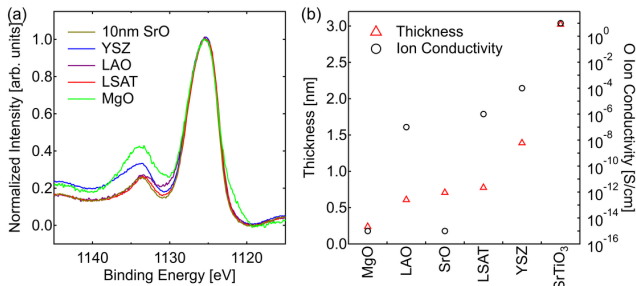 (a)
Normalized Intensity [arb. units]
1.0
0.8
0.6
0.4
0.2
0.0
10nm SrO
YSZ
LAO
LSAT
MgO
1140
1130
1120
Binding Energy [eV]
(b)
Thickness [nm]
3.0
2.5
2.0
1.5
1.0
0.5
0.0
Thickness
Ion Conductivity
10⁰
10⁻²
10⁻⁴
10⁻⁶
10⁻⁸
10⁻¹⁰
10⁻¹²
10⁻¹⁴
10⁻¹⁶
O Ion Conductivity [S/cm]
MgO
LAO
SrO
LSAT
YSZ
SrTiO₃